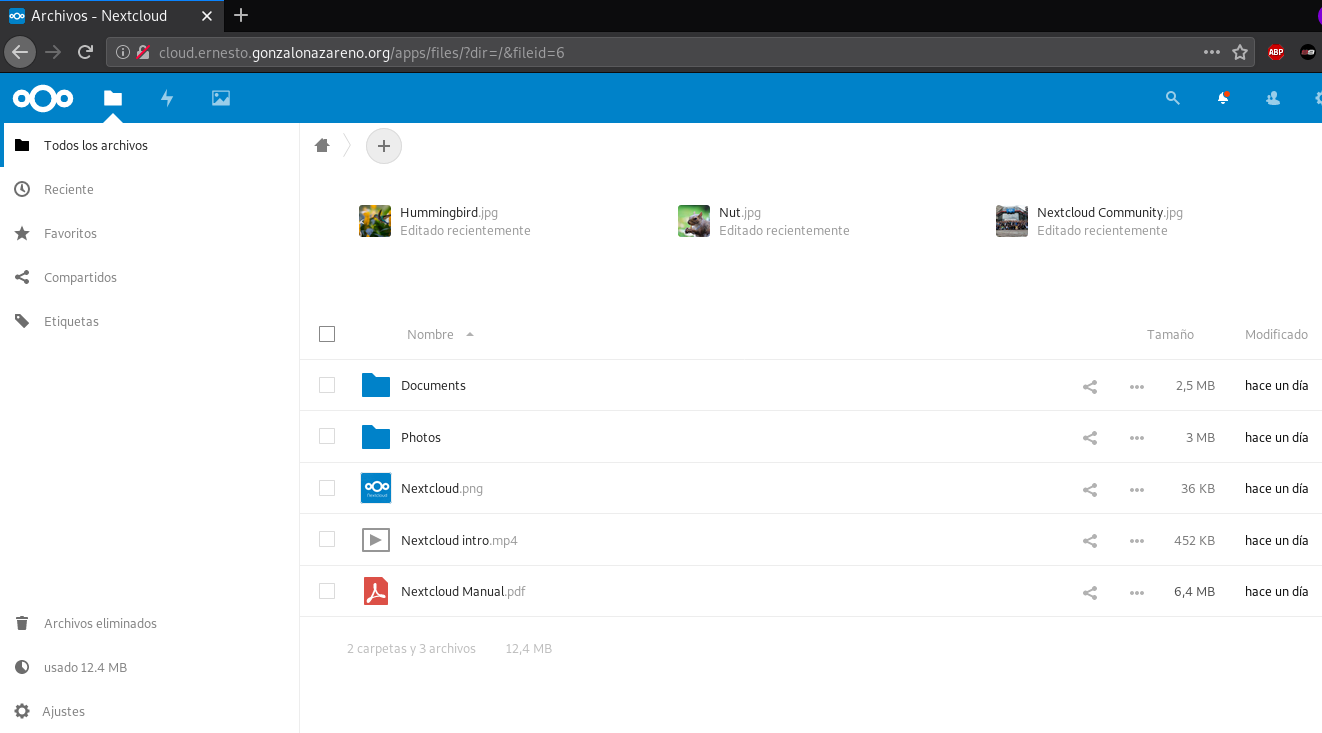 Archivos - Nextcloud
cloud.ernesto.gonzalonazareno.org/apps/files/?dir=/&fileid=6
ABP
Todos los archivos
Reciente
Favoritos
Compartidos
Etiquetas
Archivos eliminados
usado 12.4 MB
Ajustes
Hummingbird.jpg
Editado recientemente
Nut.jpg
Editado recientemente
Nextcloud Community.jpg
Editado recientemente
Nombre Tamaño Modificado
Documents 2,5 MB hace un día
Photos 3 MB hace un día
Nextcloud.png 36 KB hace un día
Nextcloud intro.mp4 452 KB hace un día
Nextcloud Manual.pdf 6,4 MB hace un día
2 carpetas y 3 archivos 12,4 MB